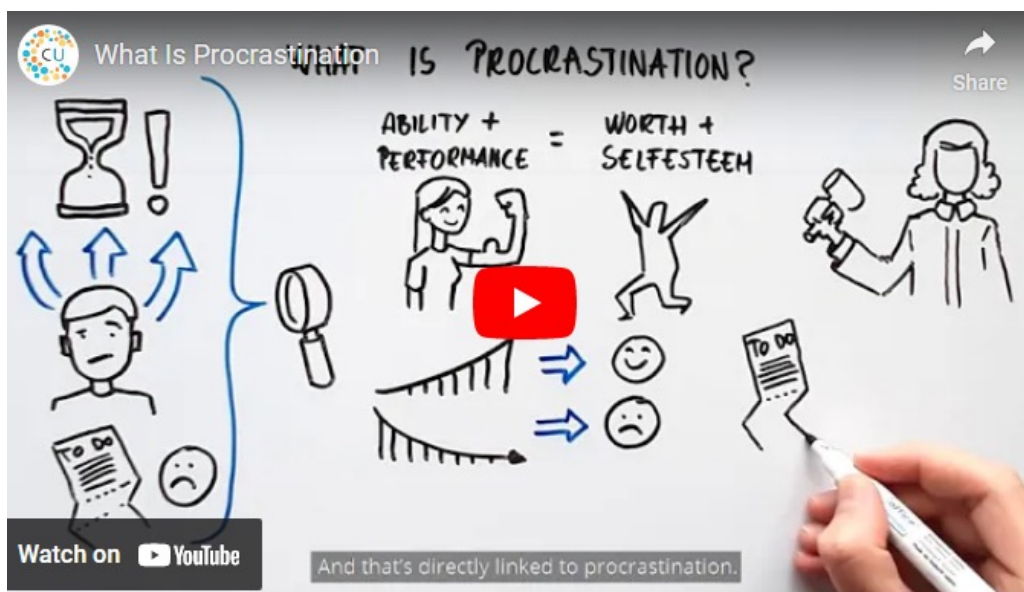 CU
What Is Procrastination
WHAT IS PROCRASTINATION?
Share
ABILITY +
PERFORMANCE
=
WORTH +
SELFESTEEM
TO DO
TO DO
Watch on YouTube
And that's directly linked to procrastination.